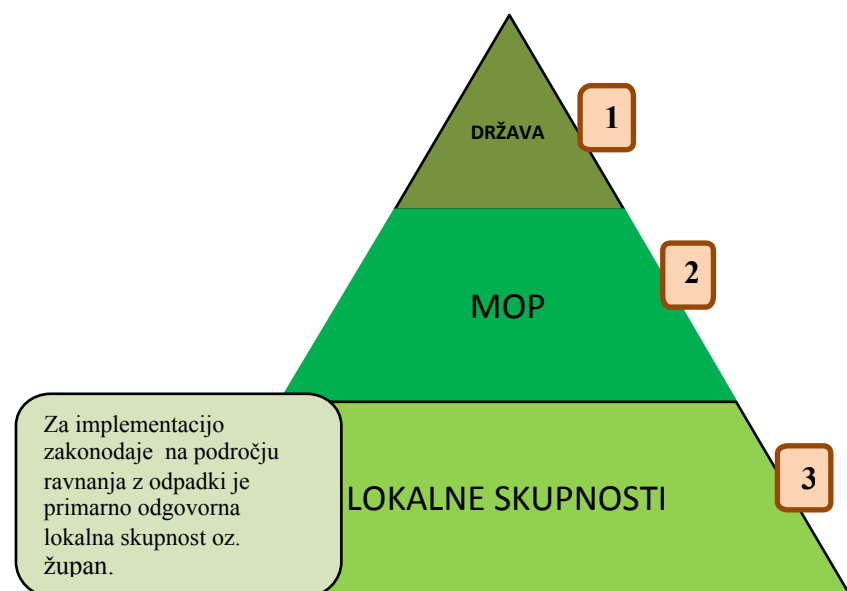 DRŽAVA
1
MOP
2
Za implementacijo
zakonodaje na področju
ravnanja z odpadki je
primarno odgovorna
lokalna skupnost oz.
župan.
LOKALNE SKUPNOSTI
3